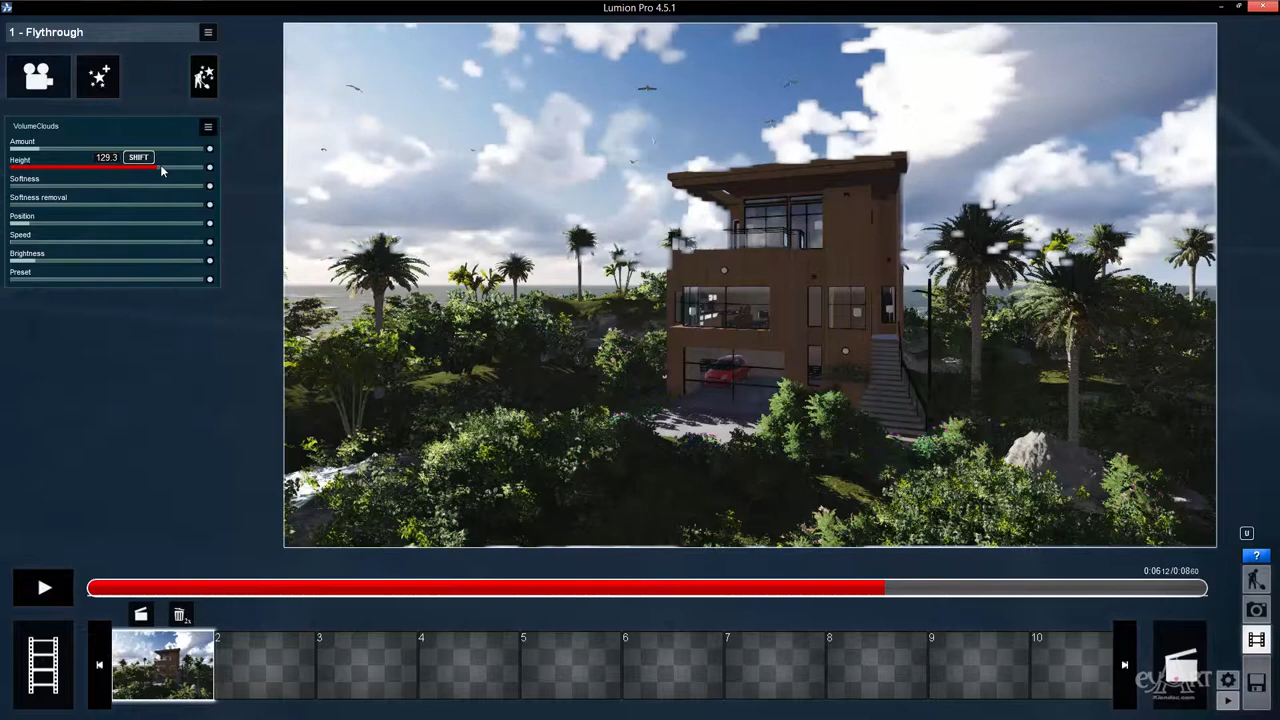 Lumion Pro 4.5.1
1 - Flythrough
VolumeClouds
Amount
Height 129.3 SHIFT
Softness
Softness removal
Position
Speed
Brightness
Preset
U
?
0:06 12/0:08 60
2x
2 3 4 5 6 7 8 9 10